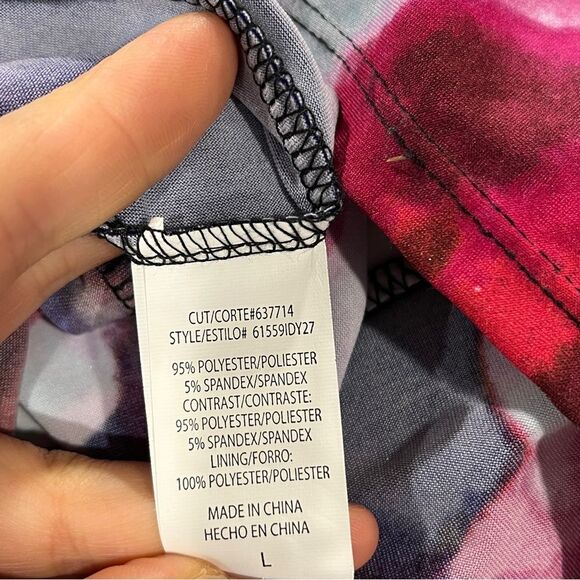 CUT/CORTE#637714
STYLE/ESTILO# 61559IDY27
95% POLYESTER/POLIESTER
5% SPANDEX/SPANDEX
CONTRAST/CONTRASTE:
95% POLYESTER/POLIESTER
5% SPANDEX/SPANDEX
LINING/FORRO:
100% POLYESTER/POLIESTER
MADE IN CHINA
HECHO EN CHINA
L